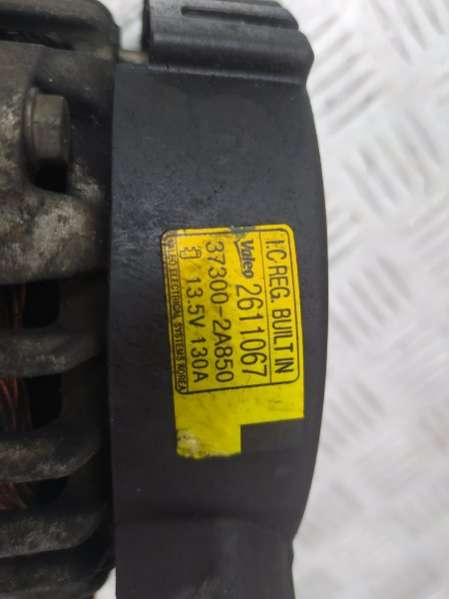 I.C REG. BUILT IN
Valeo 2611067
37300-2A850
13.5V 130A
VALEO ELECTRICAL SYSTEMS KOREA